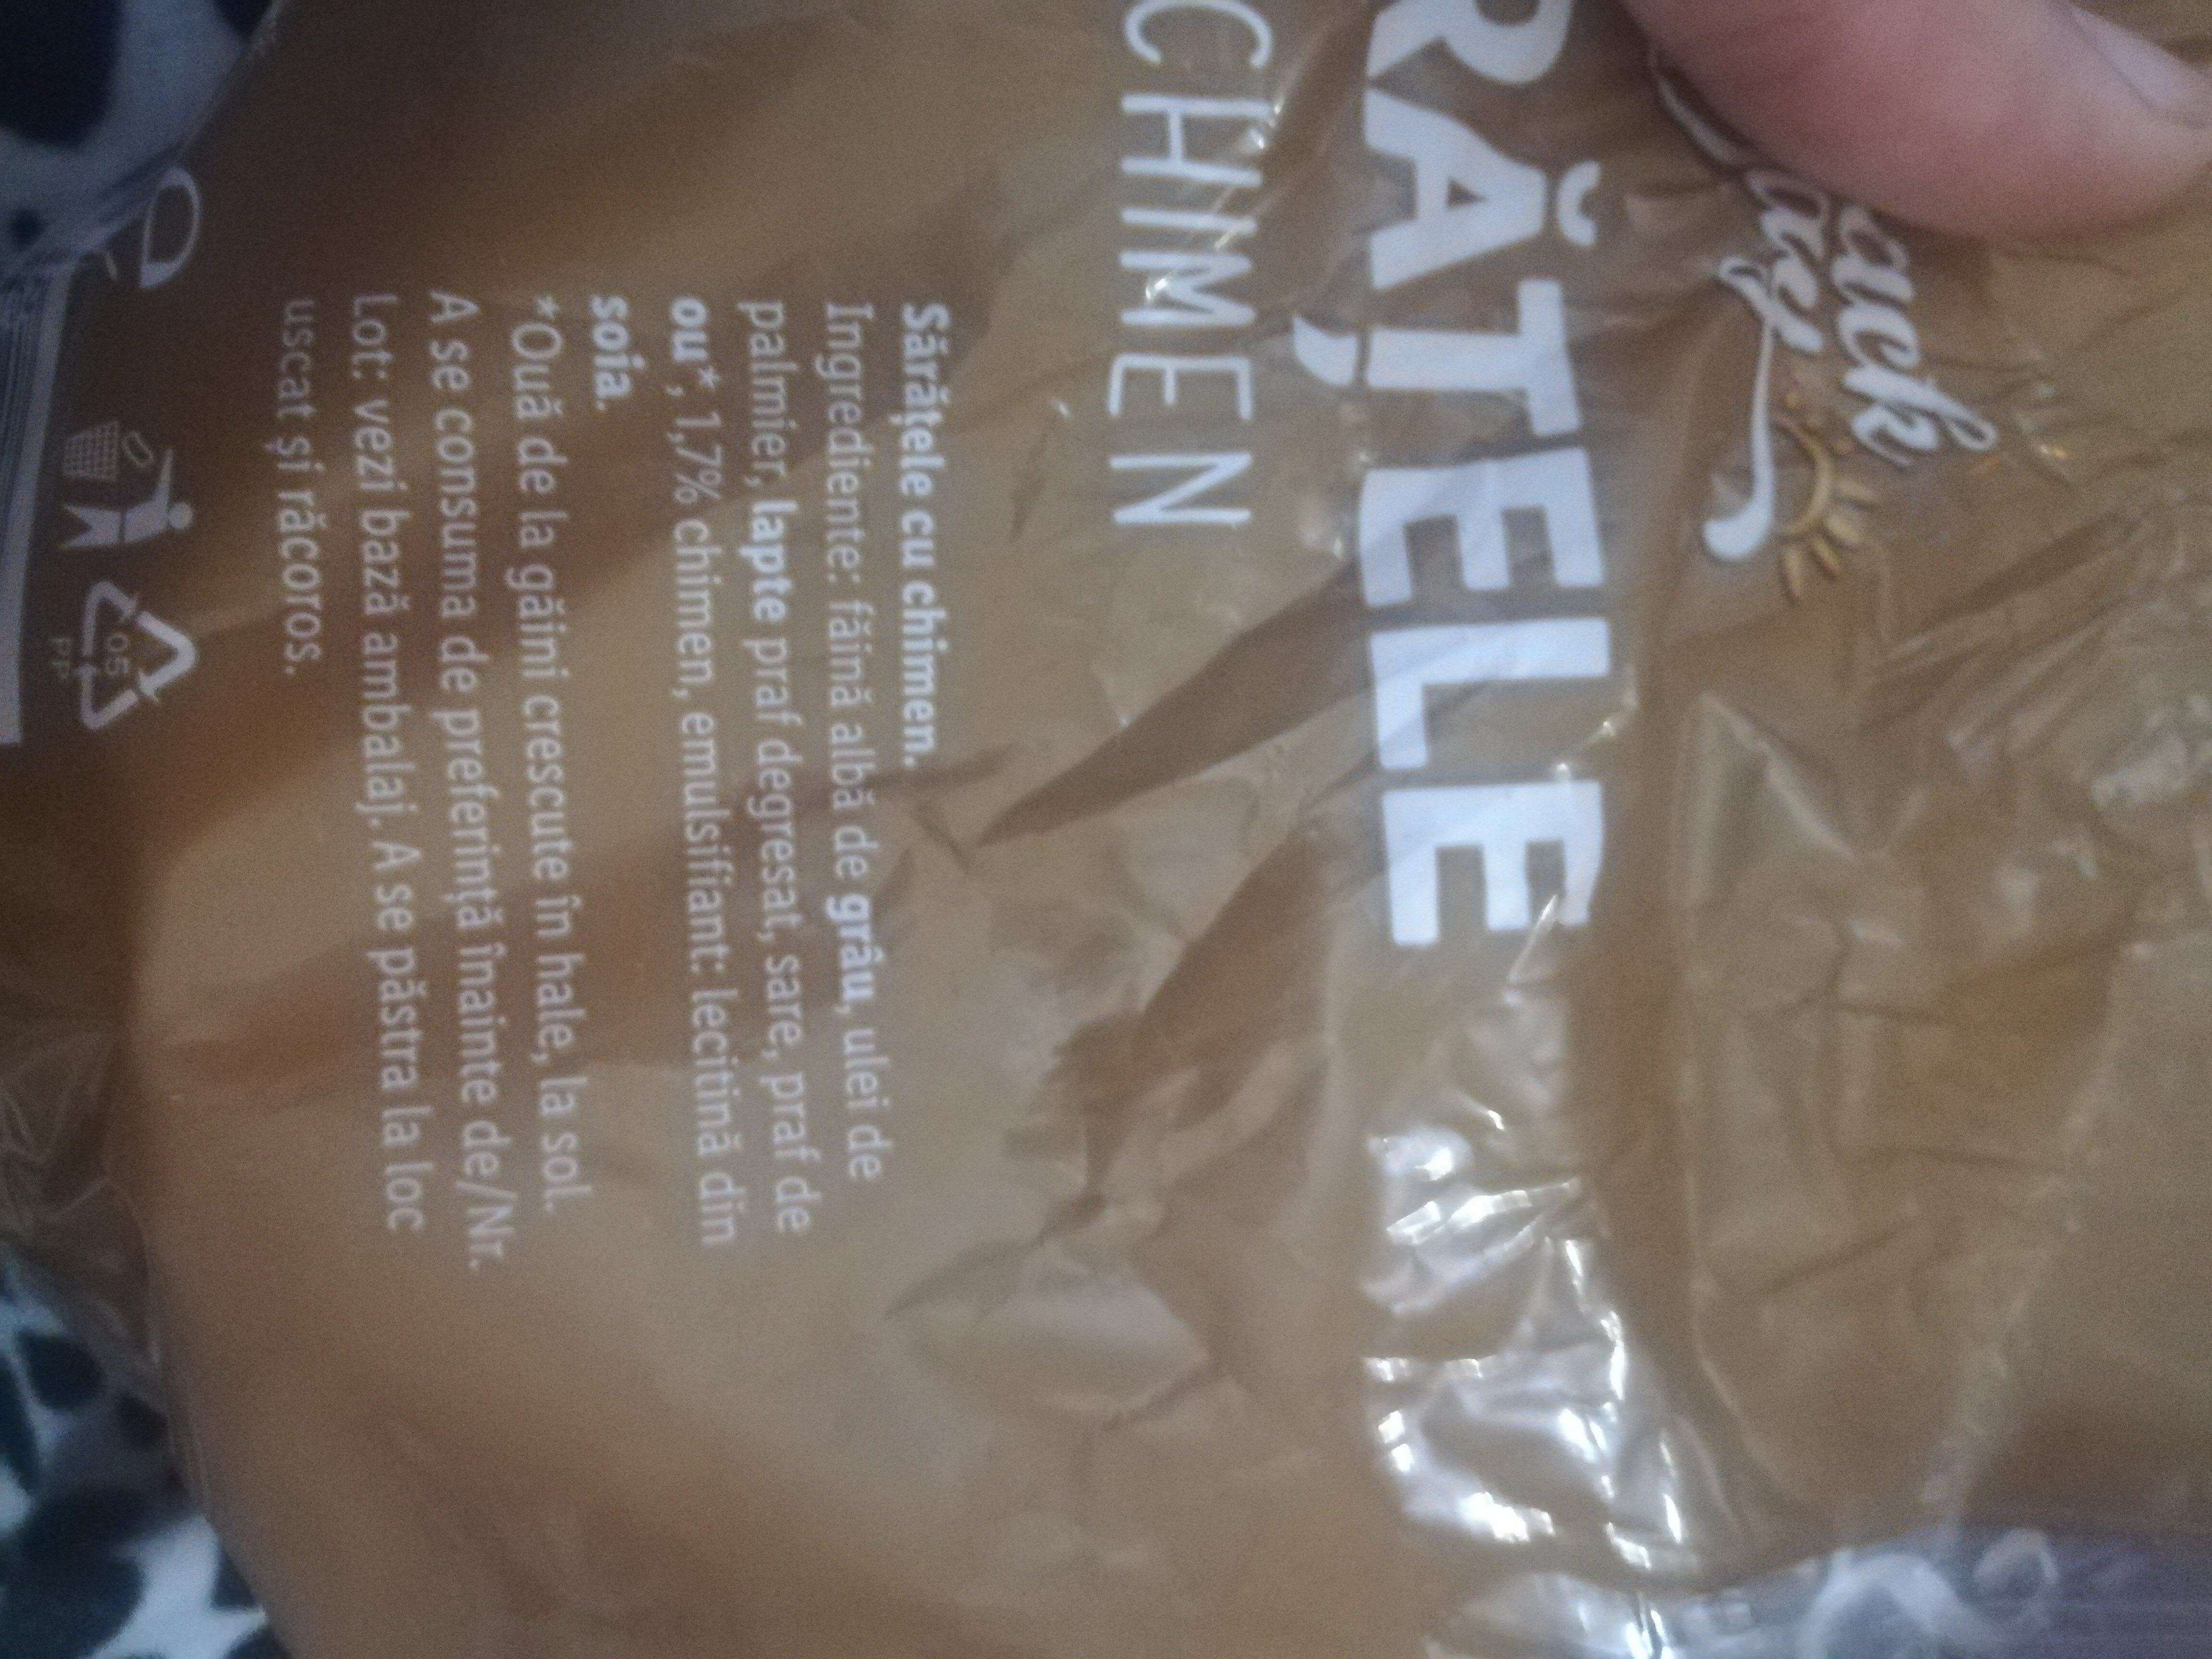 RĂȚELE
CHIMEN
Sărățele cu chimen.
Ingrediente: făină albă de grâu, ulei de
palmier, lapte praf degresat, sare, praf de
ou*, 1,7% chimen, emulsifiant: lecitină din
soia.
*Ouă de la găini crescute în hale, la sol.
A se consuma de preferință înainte de/Nr.
Lot: vezi bază ambalaj. A se păstra la loc
uscat și răcoros.
05
PP